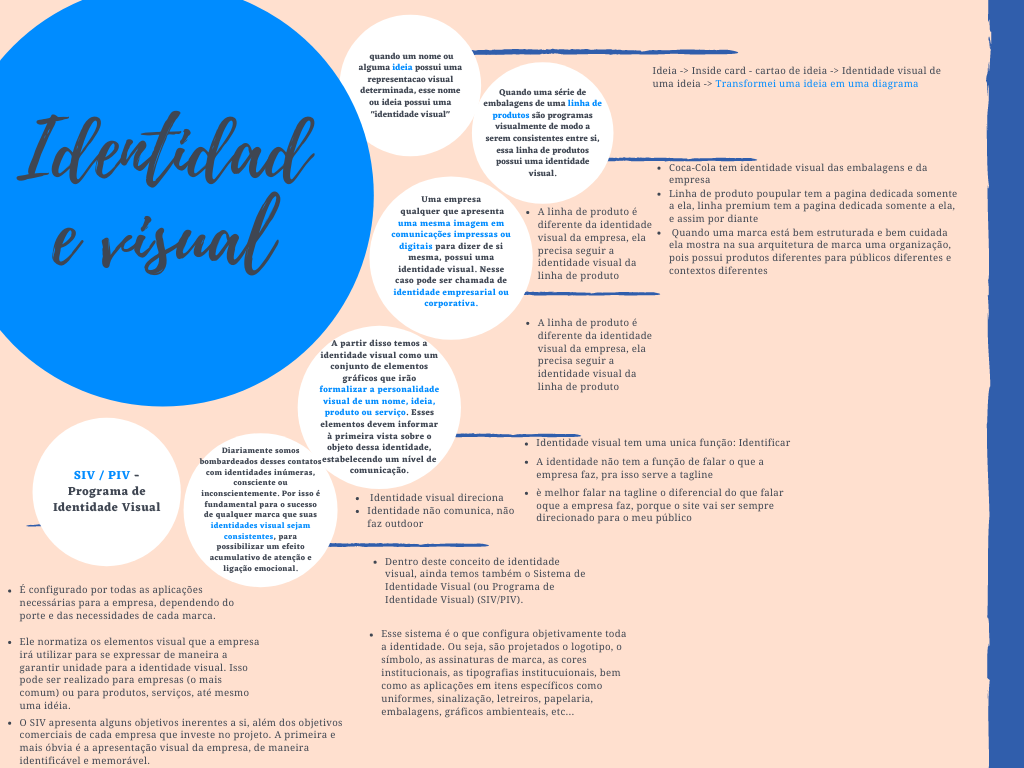 Identidad
e visual
quando um nome ou
alguma ideia possui uma
representacao visual
determinada, esse nome
ou ideia possui uma
"identidade visual"
Ideia -> Inside card - cartao de ideia -> Identidade visual de
uma ideia -> Transformei uma ideia em uma diagrama
Quando uma série de
embalagens de uma linha de
produtos são programas
visualmente de modo a
serem consistentes entre si,
essa linha de produtos
possui uma identidade
visual.
• Coca-Cola tem identidade visual das embalagens e da
empresa
• Linha de produto poupular tem a pagina dedicada somente
a ela, linha premium tem a pagina dedicada somente a ela,
e assim por diante
• Quando uma marca está bem estruturada e bem cuidada
ela mostra na sua arquitetura de marca uma organização,
pois possui produtos diferentes para públicos diferentes e
contextos diferentes
Uma empresa
qualquer que apresenta
uma mesma imagem em
comunicações impressas ou
digitais para dizer de si
mesma, possui uma
identidade visual. Nesse
caso pode ser chamada de
identidade empresarial ou
corporativa.
• A linha de produto é
diferente da identidade
visual da empresa, ela
precisa seguir a
identidade visual da
linha de produto
• A linha de produto é
diferente da identidade
visual da empresa, ela
precisa seguir a
identidade visual da
linha de produto
A partir disso temos a
identidade visual como um
conjunto de elementos
gráficos que irão
formalizar a personalidade
visual de um nome, ideia,
produto ou serviço. Esses
elementos devem informar
à primeira vista sobre o
objeto dessa identidade,
estabelecendo um nível de
comunicação.
• Identidade visual tem uma unica função: Identificar
• A identidade não tem a função de falar o que a
empresa faz, pra isso serve a tagline
• è melhor falar na tagline o diferencial do que falar
oque a empresa faz, porque o site vai ser sempre
direcionado para o meu público
• Identidade visual direciona
• Identidade não comunica, não
faz outdoor
Diariamente somos
bombardeados desses contatos
com identidades inúmeras,
consciente ou
inconscientemente. Por isso é
fundamental para o sucesso
de qualquer marca que suas
identidades visual sejam
consistentes, para
possibilizar um efeito
acumulativo de atenção e
ligação emocional.
• Dentro deste conceito de identidade
visual, ainda temos também o Sistema de
Identidade Visual (ou Programa de
Identidade Visual) (SIV/PIV).
• Esse sistema é o que configura objetivamente toda
a identidade. Ou seja, são projetados o logotipo, o
símbolo, as assinaturas de marca, as cores
institucionais, as tipografias institucuionais, bem
como as aplicações em itens específicos como
uniformes, sinalização, letreiros, papelaria,
embalagens, gráficos ambienteais, etc...
SIV / PIV -
Programa de
Identidade Visual
• É configurado por todas as aplicações
necessárias para a empresa, dependendo do
porte e das necessidades de cada marca.
• Ele normatiza os elementos visual que a empresa
irá utilizar para se expressar de maneira a
garantir unidade para a identidade visual. Isso
pode ser realizado para empresas (o mais
comum) ou para produtos, serviços, até mesmo
uma idéia.
• O SIV apresenta alguns objetivos inerentes a si, além dos objetivos
comerciais de cada empresa que investe no projeto. A primeira e
mais óbvia é a apresentação visual da empresa, de maneira
identificável e memorável.